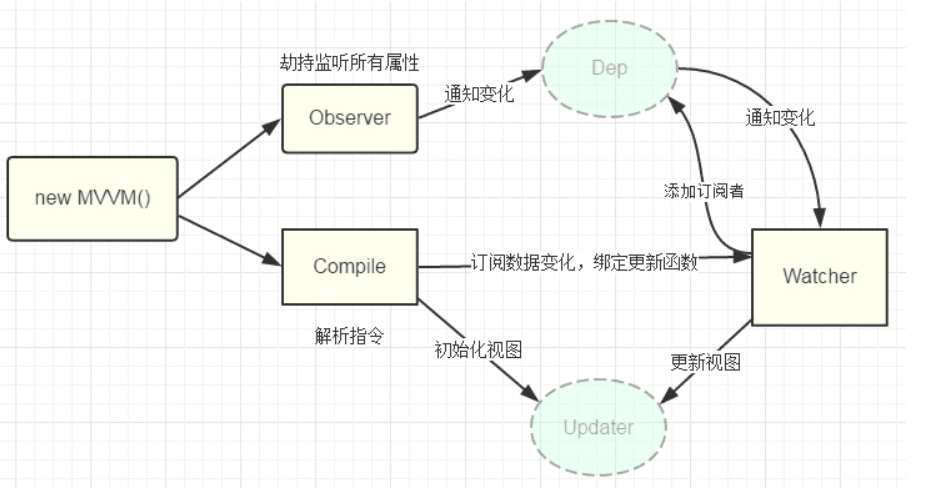 劫持监听所有属性
Dep
Observer
通知变化
通知变化
new MVVM()
添加订阅者
Compile
订阅数据变化，绑定更新函数
Watcher
解析指令
初始化视图
更新视图
Updater